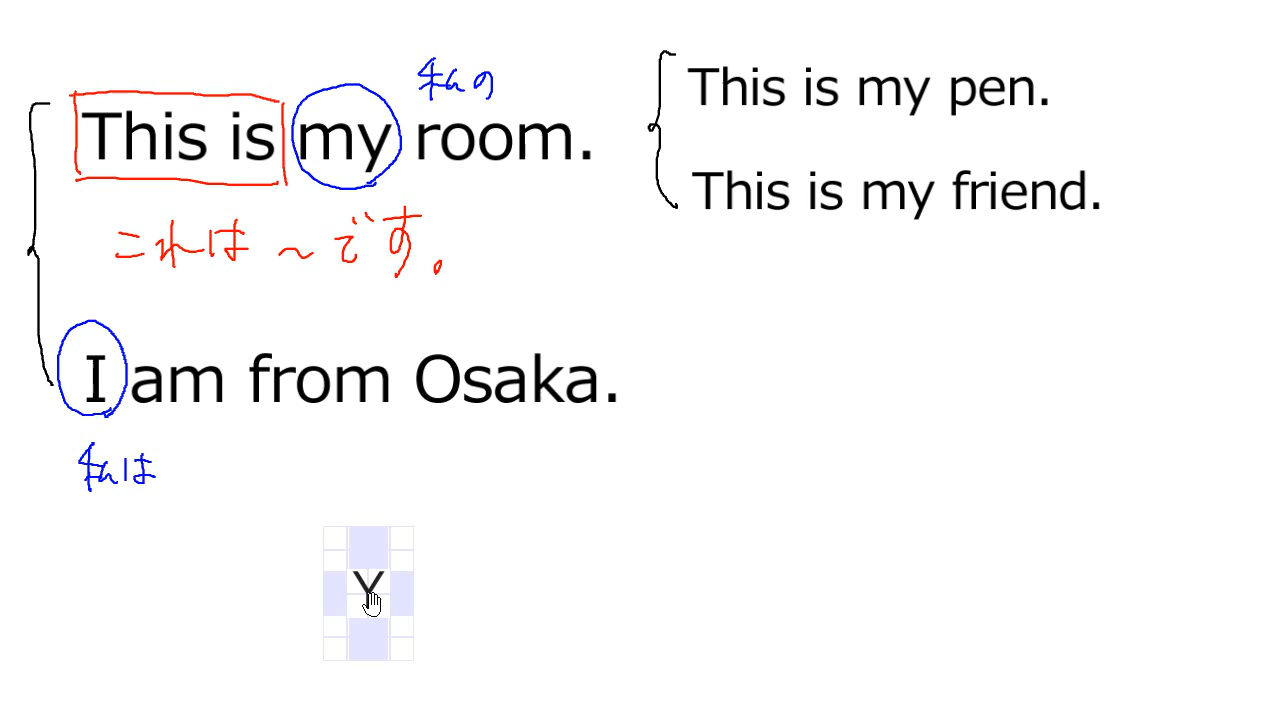 私の
This is my room.
これは～です。
I am from Osaka.
私は
Y
This is my pen.
This is my friend.